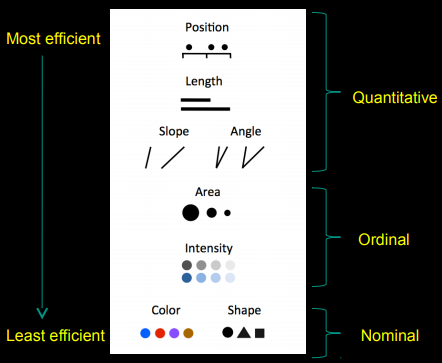 Position
Most efficient
Length
Quantitative
Slope Angle
Area
Ordinal
Intensity
Color Shape
Least efficient
Nominal